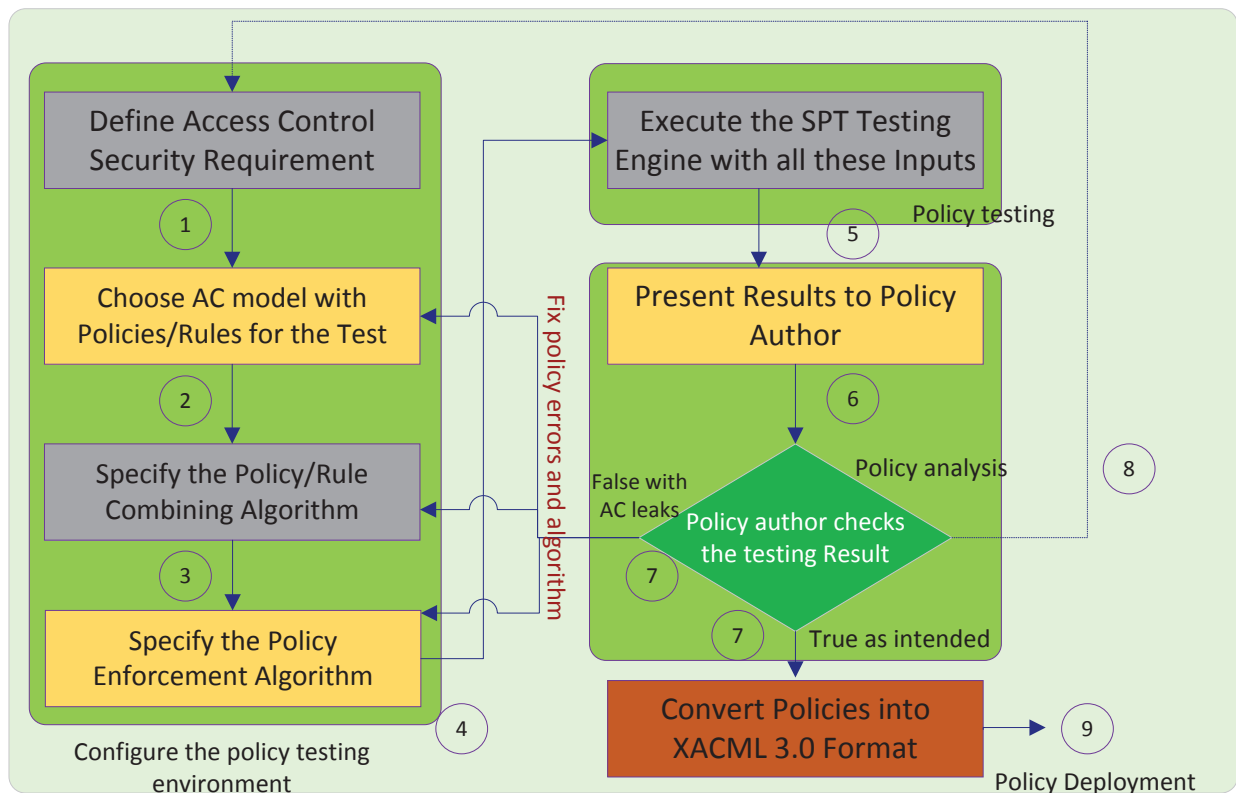 Define Access Control
Security Requirement
1
Choose AC model with
Policies/Rules for the Test
2
Specify the Policy/Rule
Combining Algorithm
3
Specify the Policy
Enforcement Algorithm
4
Configure the policy testing
environment
Fix policy errors and algorithm
Execute the SPT Testing
Engine with all these Inputs
Policy testing
5
Present Results to Policy
Author
6
Policy analysis
8
False with
AC leaks
Policy author checks
the testing Result
7
7
True as intended
Convert Policies into
XACML 3.0 Format
9
Policy Deployment